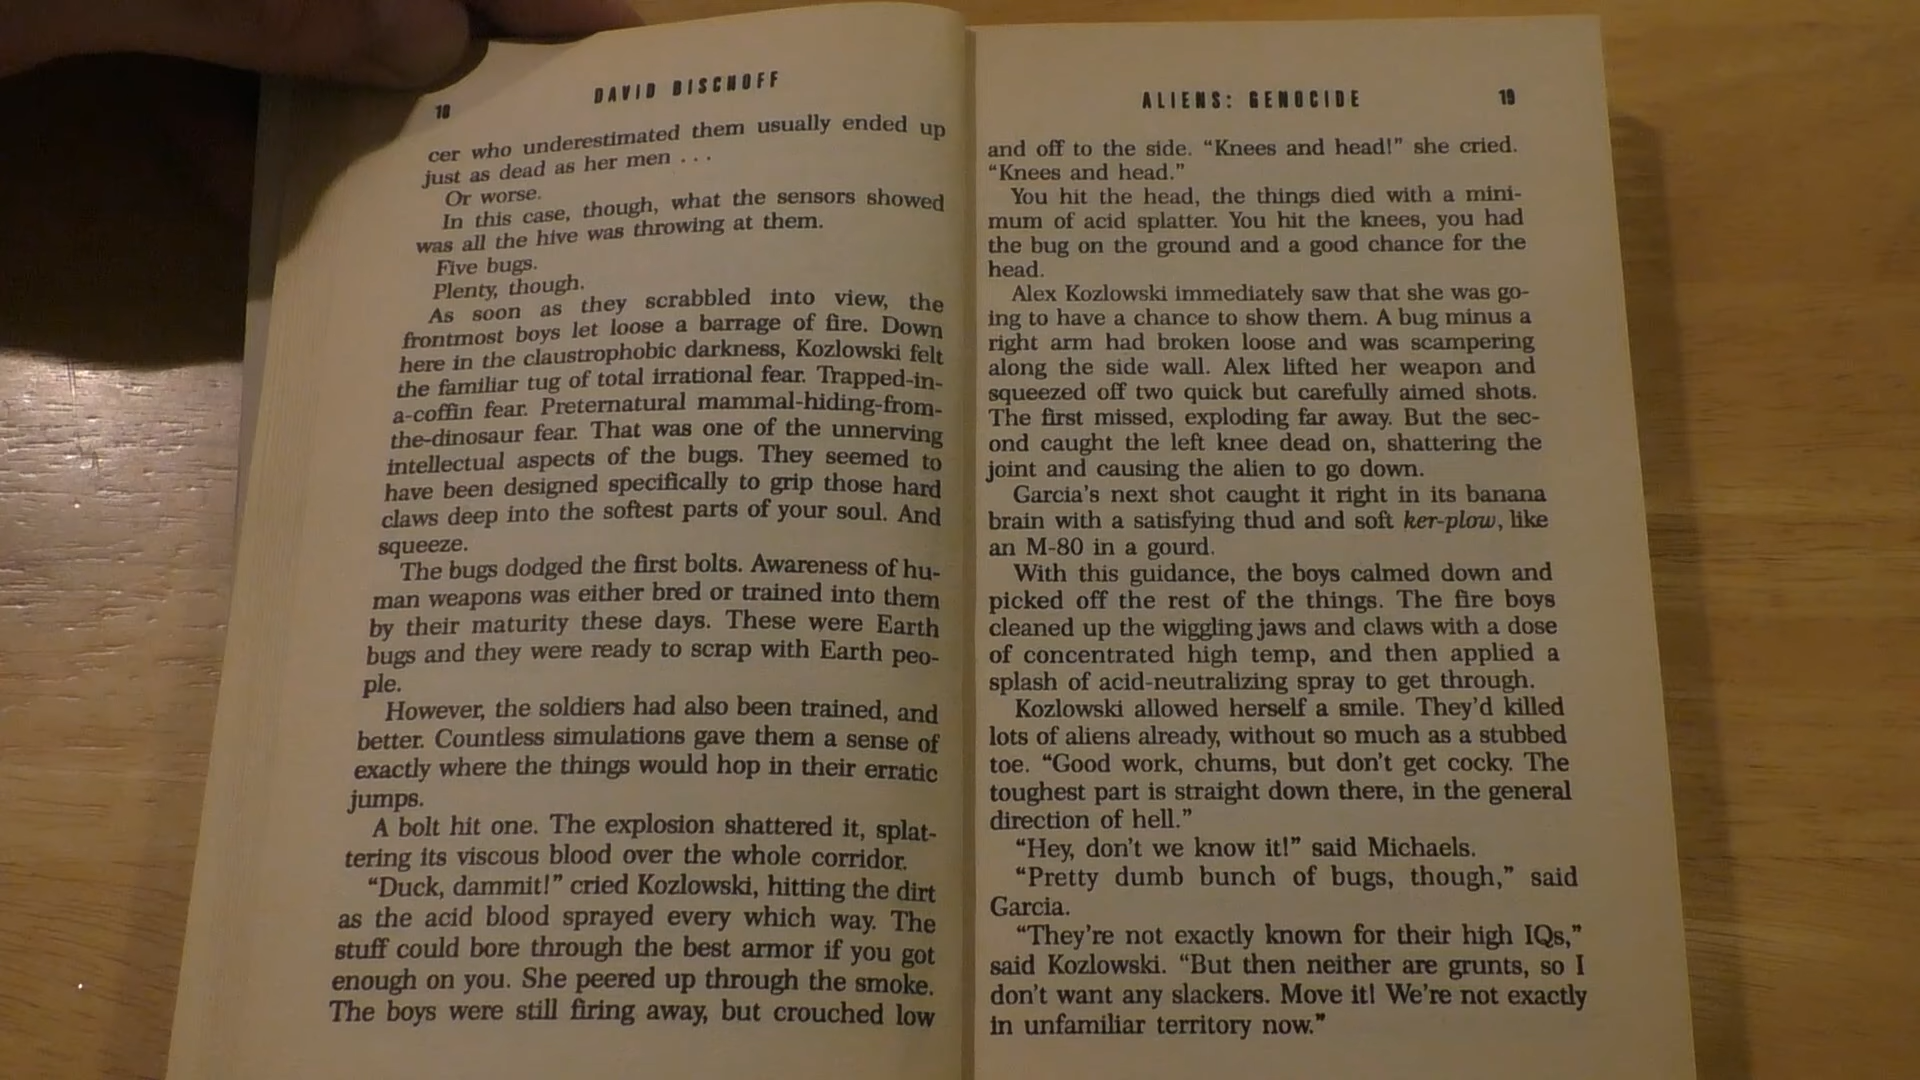 18
DAVID BISCHOFF
cer who underestimated them usually ended up
just as dead as her men . . .
Or worse.
In this case, though, what the sensors showed
was all the hive was throwing at them.
Five bugs.
Plenty, though.
As soon as they scrabbled into view, the
frontmost boys let loose a barrage of fire. Down
here in the claustrophobic darkness, Kozlowski felt
the familiar tug of total irrational fear. Trapped-in-
a-coffin fear. Preternatural mammal-hiding-from-
the-dinosaur fear. That was one of the unnerving
intellectual aspects of the bugs. They seemed to
have been designed specifically to grip those hard
claws deep into the softest parts of your soul. And
squeeze.
The bugs dodged the first bolts. Awareness of hu-
man weapons was either bred or trained into them
by their maturity these days. These were Earth
bugs and they were ready to scrap with Earth peo-
ple.
However, the soldiers had also been trained, and
better. Countless simulations gave them a sense of
exactly where the things would hop in their erratic
jumps.
A bolt hit one. The explosion shattered it, splat-
tering its viscous blood over the whole corridor.
“Duck, dammit!” cried Kozlowski, hitting the dirt
as the acid blood sprayed every which way. The
stuff could bore through the best armor if you got
enough on you. She peered up through the smoke.
The boys were still firing away, but crouched low
ALIENS: GENOCIDE
19
and off to the side. “Knees and head!” she cried.
“Knees and head.”
You hit the head, the things died with a mini-
mum of acid splatter. You hit the knees, you had
the bug on the ground and a good chance for the
head.
Alex Kozlowski immediately saw that she was go-
ing to have a chance to show them. A bug minus a
right arm had broken loose and was scampering
along the side wall. Alex lifted her weapon and
squeezed off two quick but carefully aimed shots.
The first missed, exploding far away. But the sec-
ond caught the left knee dead on, shattering the
joint and causing the alien to go down.
Garcia’s next shot caught it right in its banana
brain with a satisfying thud and soft ker-plow, like
an M-80 in a gourd.
With this guidance, the boys calmed down and
picked off the rest of the things. The fire boys
cleaned up the wiggling jaws and claws with a dose
of concentrated high temp, and then applied a
splash of acid-neutralizing spray to get through.
Kozlowski allowed herself a smile. They’d killed
lots of aliens already, without so much as a stubbed
toe. “Good work, chums, but don’t get cocky. The
toughest part is straight down there, in the general
direction of hell.”
“Hey, don’t we know it!” said Michaels.
“Pretty dumb bunch of bugs, though,” said
Garcia.
“They’re not exactly known for their high IQs,”
said Kozlowski. “But then neither are grunts, so I
don’t want any slackers. Move it! We’re not exactly
in unfamiliar territory now.”